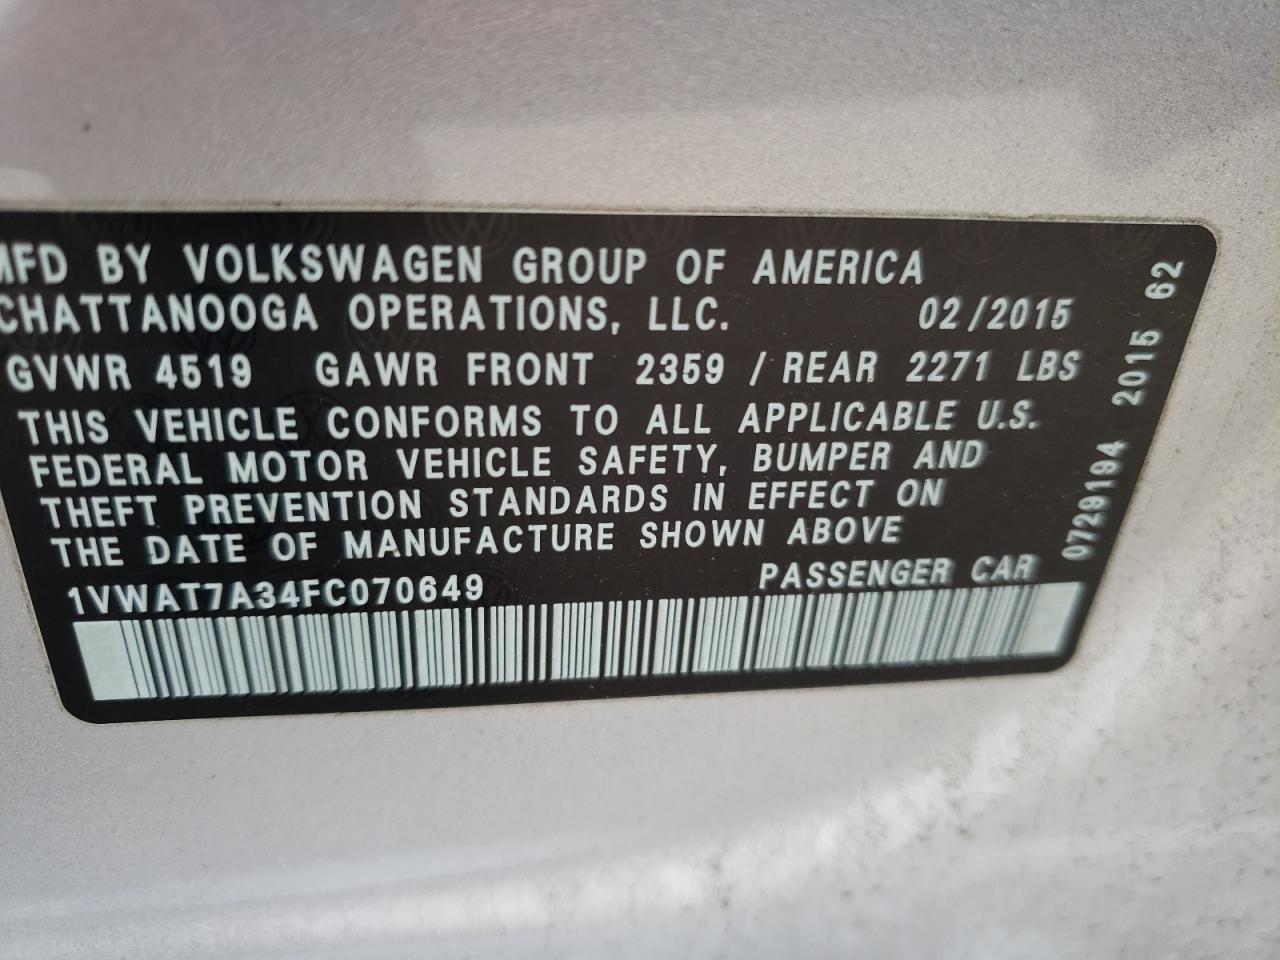 MFD BY VOLKSWAGEN GROUP OF AMERICA
CHATTANOOGA OPERATIONS, LLC. 02/2015
GVWR 4519 GAWR FRONT 2359 / REAR 2271 LBS
THIS VEHICLE CONFORMS TO ALL APPLICABLE U.S.
FEDERAL MOTOR VEHICLE SAFETY, BUMPER AND
THEFT PREVENTION STANDARDS IN EFFECT ON
THE DATE OF MANUFACTURE SHOWN ABOVE
1VWAT7A34FC070649 PASSENGER CAR
0729194 2015 62